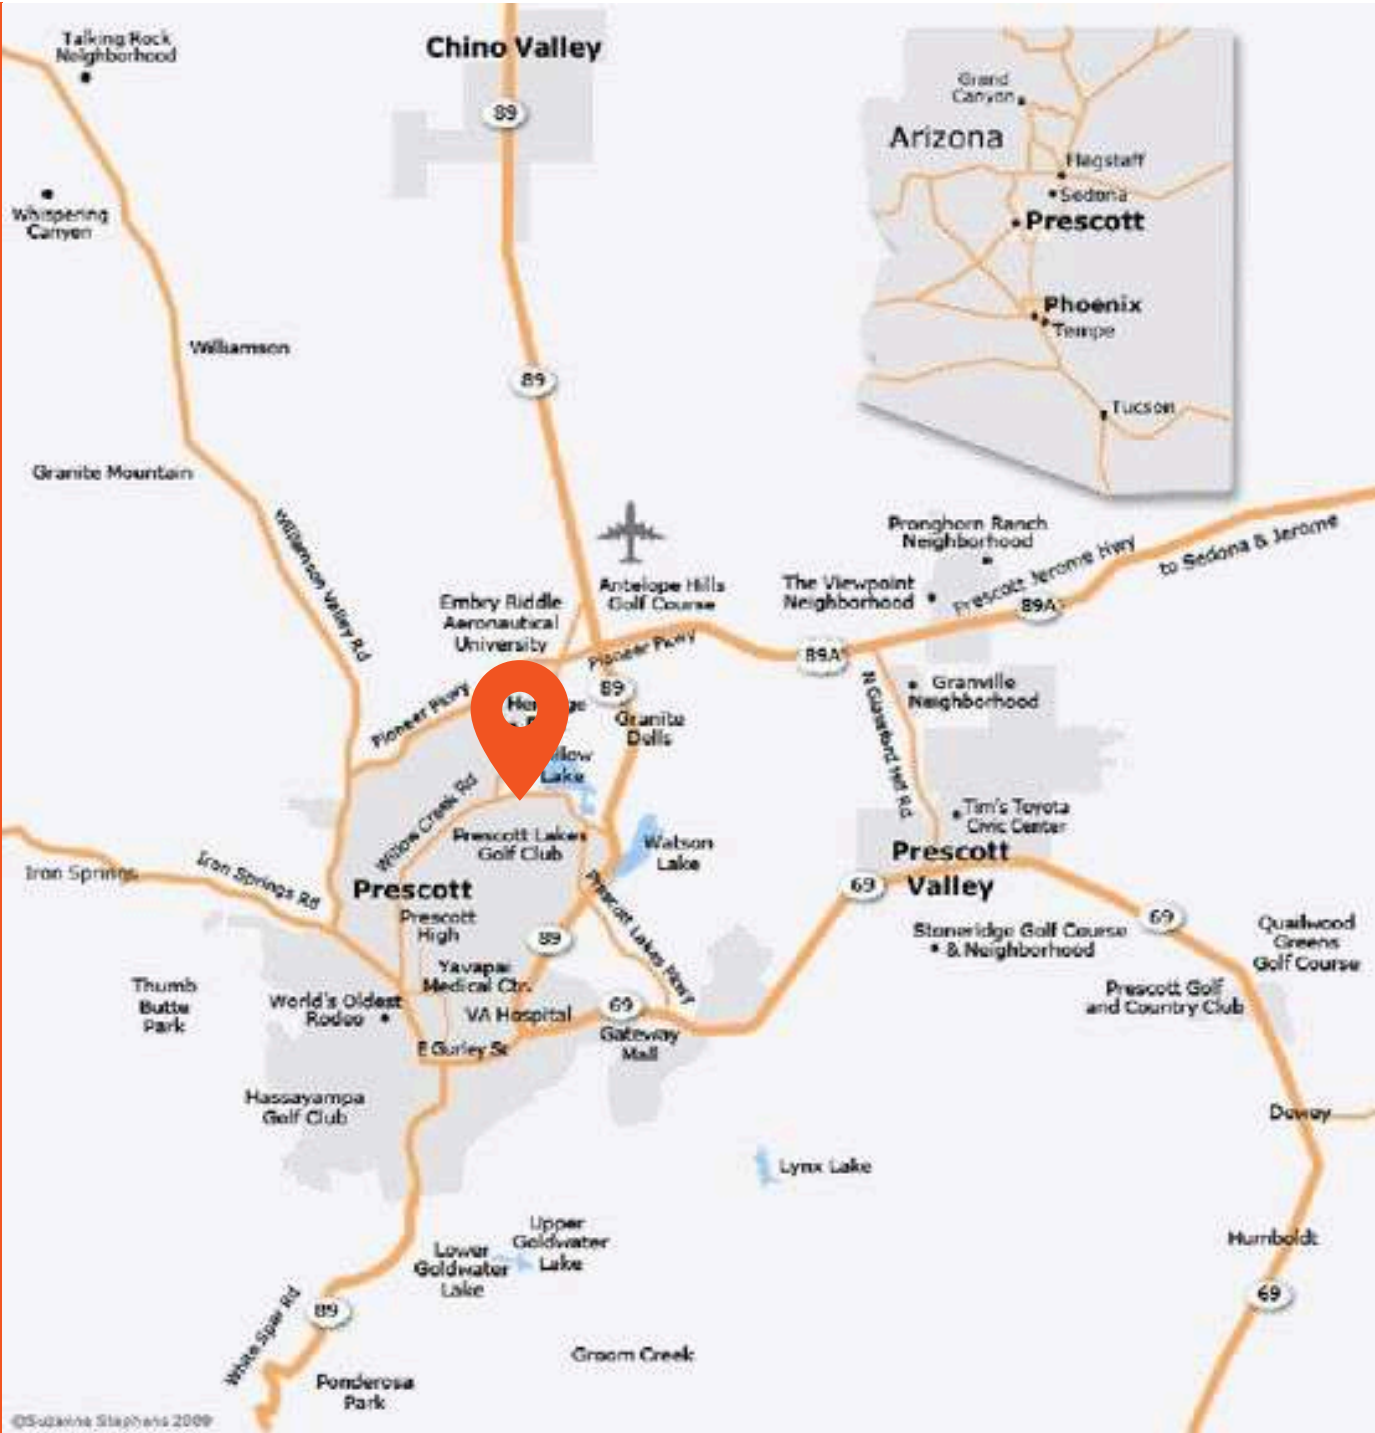 Talking Rock
Neighborhood
Chino Valley
89
Grand
Canyon
Arizona
Flagstaff
Sedona
Prescott
Phoenix
Tempe
Tucson
Whispering
Canyon
Williamson
89
Granite Mountain
Williamson Valley Rd
Pronghorn Ranch
Neighborhood
Prescott Jerome Hwy
to Sedona & Jerome
The Viewpoint
Neighborhood
89A
Antelope Hills
Golf Course
Embry Riddle
Aeronautical
University
Pioneer Pkwy
89A
Pioneer Pkwy
89
Granite
Dells
N Glassford Hill Rd
Granville
Neighborhood
Lake
Willow Creek Rd
Prescott Lakes
Golf Club
Watson
Lake
Tim's Toyota
Civic Center
Prescott
Valley
69
Iron Springs
Iron Springs Rd
Prescott
Prescott
High
Prescott Lakes Pkwy
89
Stoneridge Golf Course
& Neighborhood
69
Quailwood
Greens
Golf Course
Prescott Golf
and Country Club
Thumb
Butte
Park
World's Oldest
Rodeo
Yavapai
Medical Ctr.
VA Hospital
69
Gateway
Mall
E Gurley St
Hassayampa
Golf Club
Dewey
Lynx Lake
Upper
Goldwater
Lake
Lower
Goldwater
Lake
Humboldt
69
White Spar Rd
89
Groom Creek
Ponderosa
Park
©Suzanne Stephens 2009